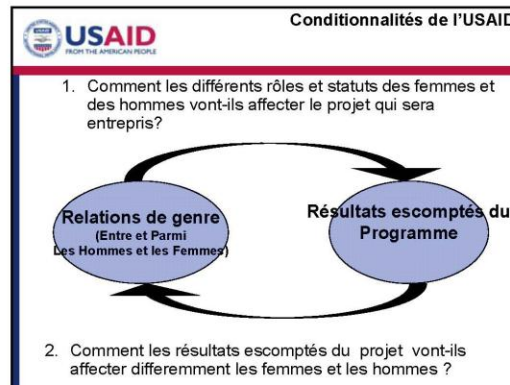 Conditionnalités de l'USAID
USAID
FROM THE AMERICAN PEOPLE
1. Comment les différents rôles et statuts des femmes et
des hommes vont-ils affecter le projet qui sera
entrepris?
Relations de genre
(Entre et Parmi
Les Hommes et les Femmes)
Résultats escomptés du
Programme
2. Comment les résultats escomptés du projet vont-ils
affecter differemment les femmes et les hommes ?